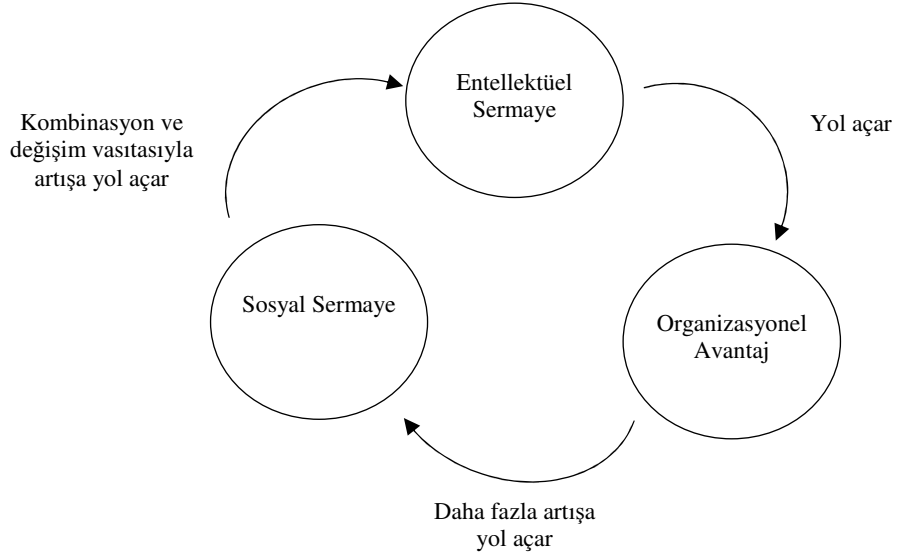 Entellektüel
Sermaye
Yol açar
Kombinasyon ve
değişim vasıtasıyla
artışa yol açar
Sosyal Sermaye
Organizasyonel
Avantaj
Daha fazla artışa
yol açar